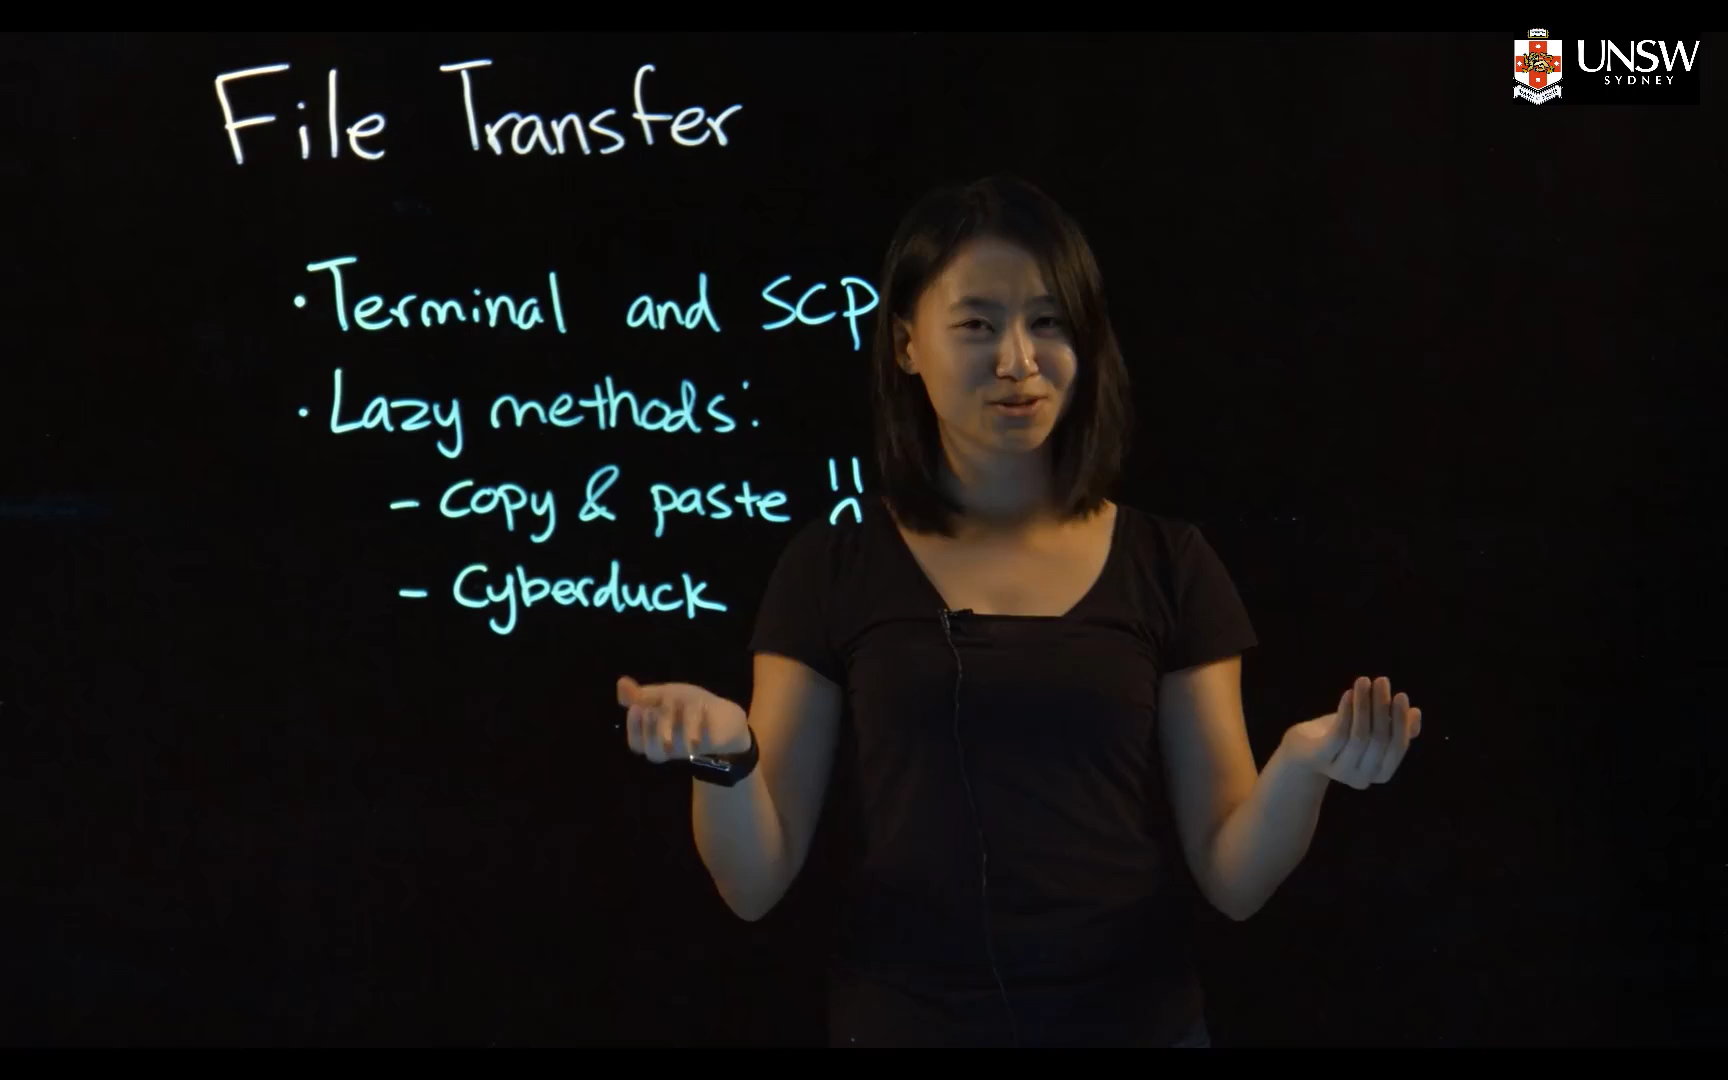 File Transfer
UNSW
SYDNEY
• Terminal and SCP
• Lazy methods:
- copy & paste
- Cyberduck